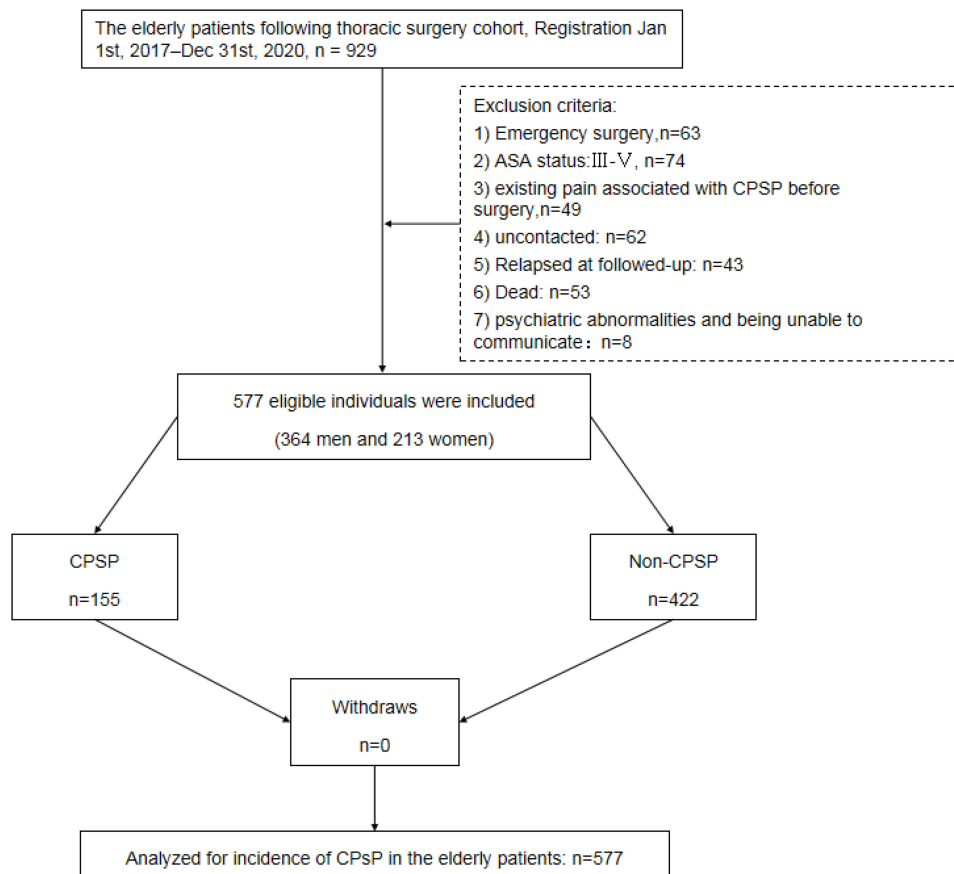 The elderly patients following thoracic surgery cohort, Registration Jan
1st, 2017–Dec 31st, 2020, n = 929
Exclusion criteria:
1) Emergency surgery,n=63
2) ASA status:Ⅲ-Ⅴ, n=74
3) existing pain associated with CPSP before
surgery,n=49
4) uncontacted: n=62
5) Relapsed at followed-up: n=43
6) Dead: n=53
7) psychiatric abnormalities and being unable to
communicate：n=8
577 eligible individuals were included
(364 men and 213 women)
CPSP
n=155
Non-CPSP
n=422
Withdraws
n=0
Analyzed for incidence of CPsP in the elderly patients: n=577